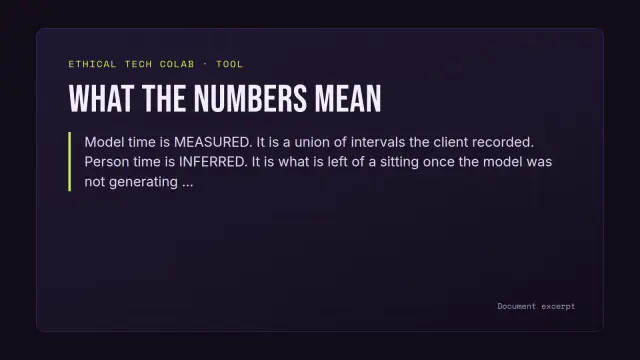 ETHICAL TECH COLAB · TOOL
WHAT THE NUMBERS MEAN
Model time is MEASURED. It is a union of intervals the client recorded.
Person time is INFERRED. It is what is left of a sitting once the model was
not generating ...
Document excerpt